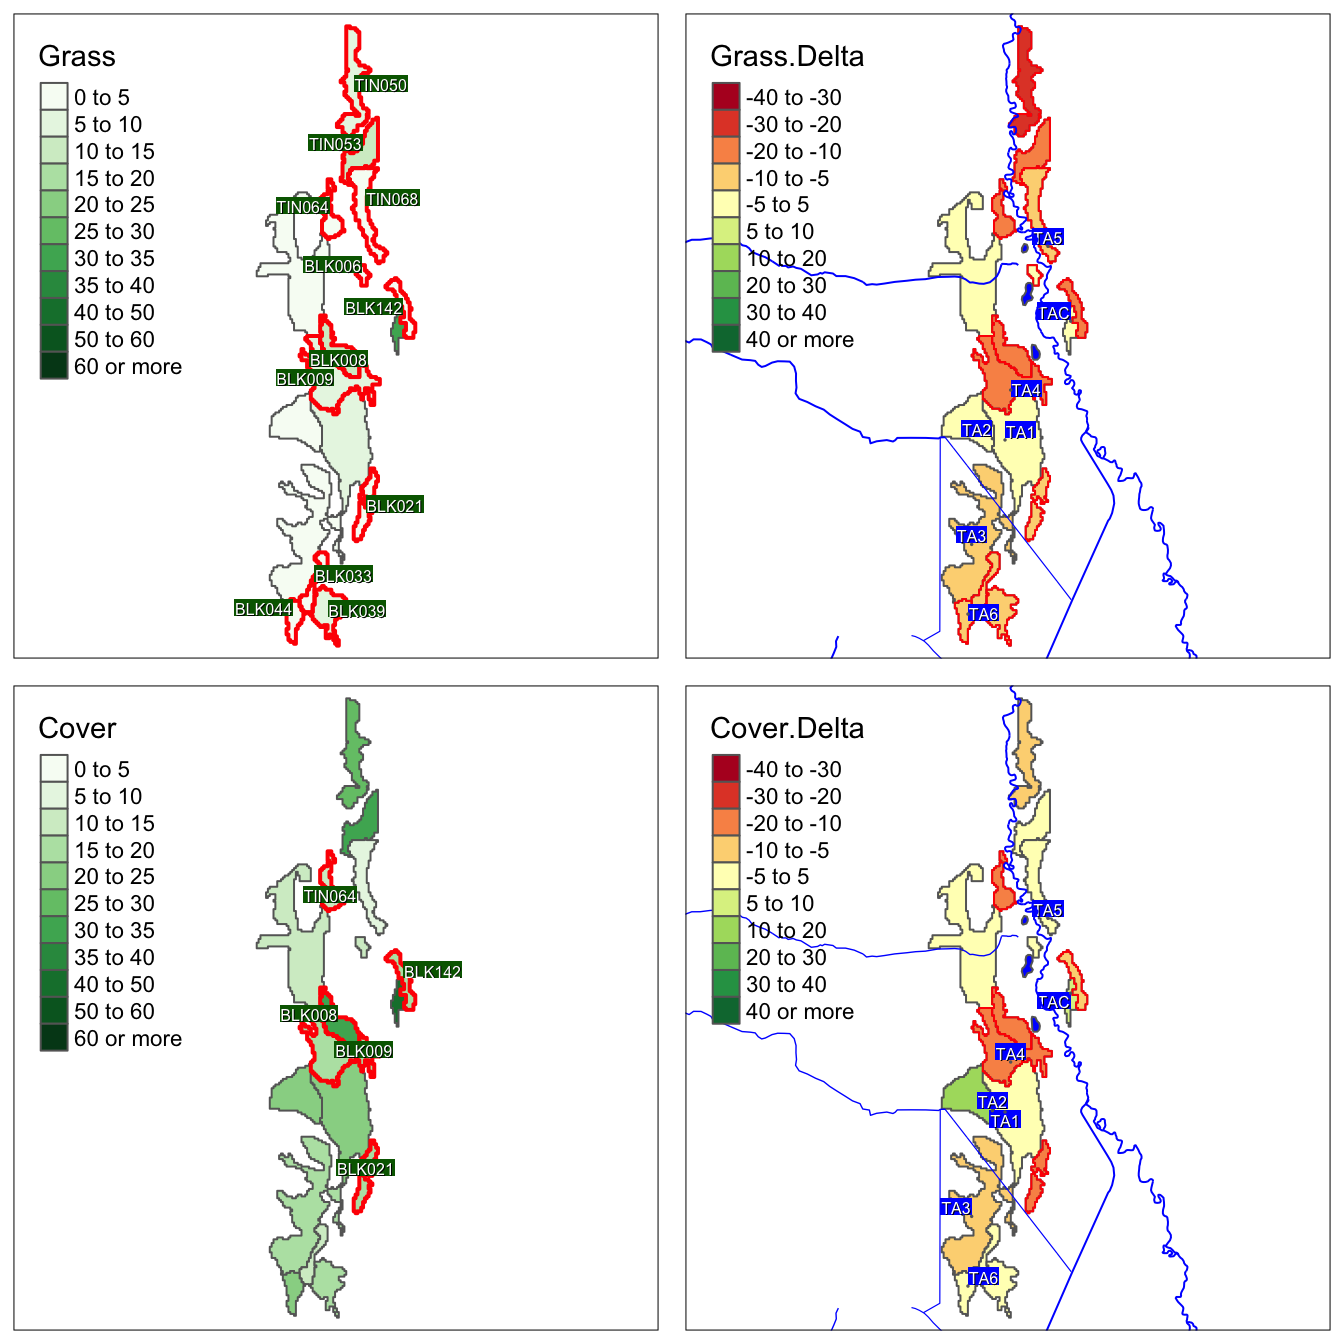 Grass
0 to 5
5 to 10
10 to 15
15 to 20
20 to 25
25 to 30
30 to 35
35 to 40
40 to 50
50 to 60
60 or more
TIN050
TIN053
TIN068
TIN064
BLK006
BLK142
BLK008
BLK009
BLK021
BLK033
BLK044
BLK039
Grass.Delta
-40 to -30
-30 to -20
-20 to -10
-10 to -5
-5 to 5
5 to 10
10 to 20
20 to 30
30 to 40
40 or more
TA5
TAC
TA4
TA2
TA1
TA3
TA6
Cover
0 to 5
5 to 10
10 to 15
15 to 20
20 to 25
25 to 30
30 to 35
35 to 40
40 to 50
50 to 60
60 or more
TIN064
BLK142
BLK008
BLK009
BLK021
Cover.Delta
-40 to -30
-30 to -20
-20 to -10
-10 to -5
-5 to 5
5 to 10
10 to 20
20 to 30
30 to 40
40 or more
TA5
TAC
TA4
TA2
TA1
TA3
TA6